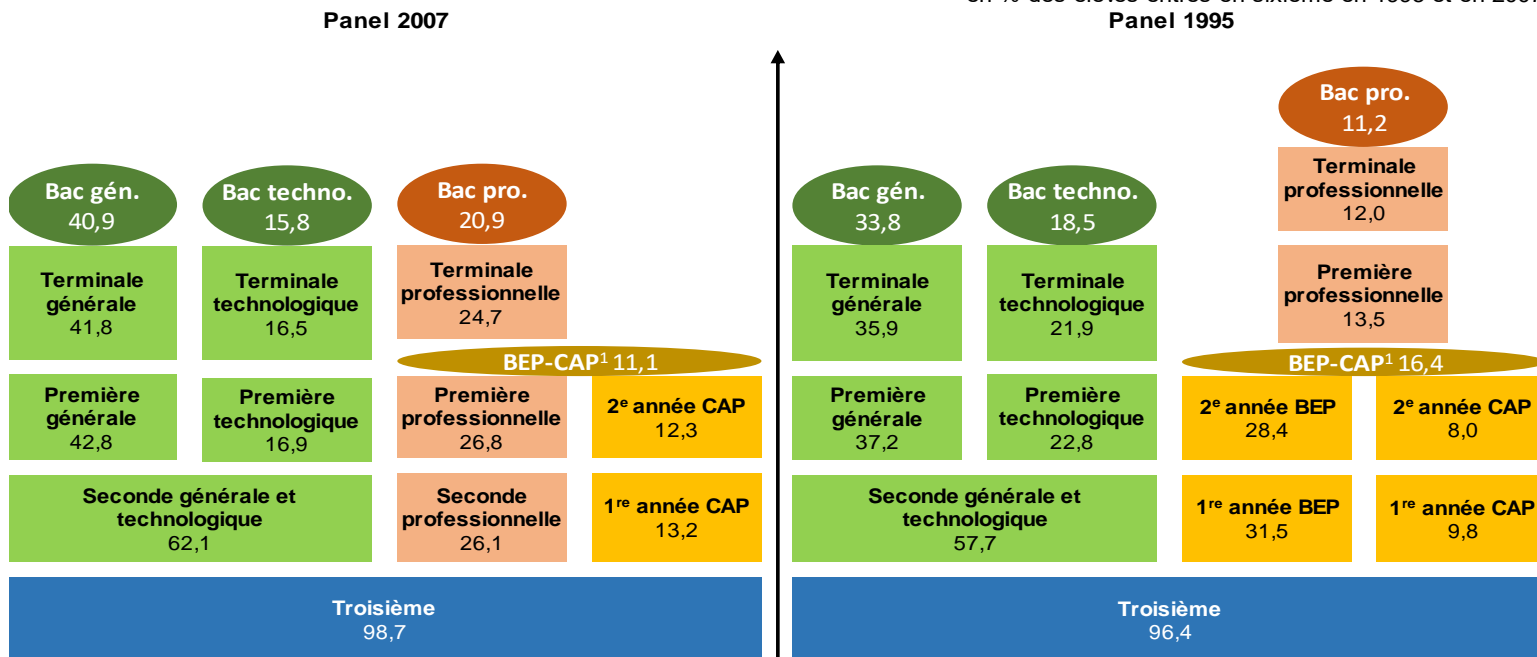 Panel 2007
Panel 1995
Bac gén.
40,9
Bac techno.
15,8
Bac pro.
20,9
Terminale
générale
41,8
Terminale
technologique
16,5
Terminale
professionnelle
24,7
BEP-CAP¹ 11,1
Première
générale
42,8
Première
technologique
16,9
Première
professionnelle
26,8
2e année CAP
12,3
Seconde générale et
technologique
62,1
Seconde
professionnelle
26,1
1re année CAP
13,2
Troisième
98,7
Bac pro.
11,2
Terminale
professionnelle
12,0
Bac gén.
33,8
Bac techno.
18,5
Terminale
générale
35,9
Terminale
technologique
21,9
Première
professionnelle
13,5
BEP-CAP¹ 16,4
Première
générale
37,2
Première
technologique
22,8
2e année BEP
28,4
2e année CAP
8,0
Seconde générale et
technologique
57,7
1re année BEP
31,5
1re année CAP
9,8
Troisième
96,4